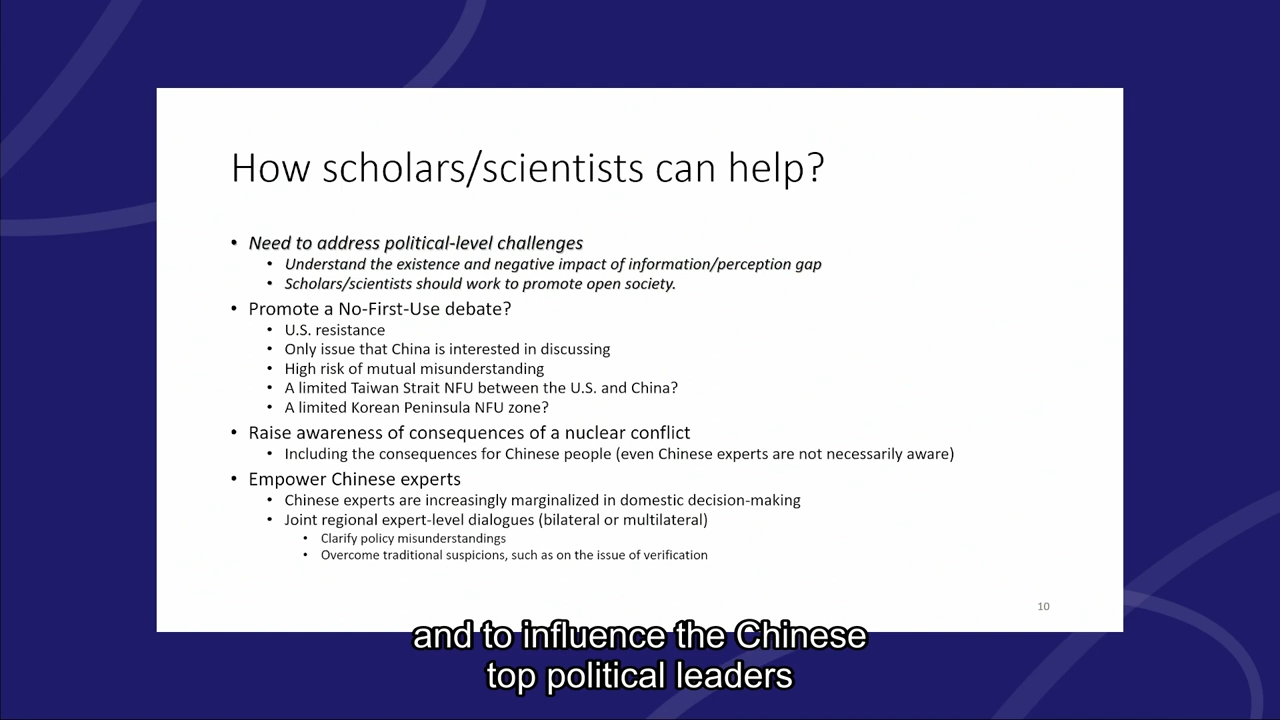 How scholars/scientists can help?
• Need to address political-level challenges
• Understand the existence and negative impact of information/perception gap
• Scholars/scientists should work to promote open society.
• Promote a No-First-Use debate?
• U.S. resistance
• Only issue that China is interested in discussing
• High risk of mutual misunderstanding
• A limited Taiwan Strait NFU between the U.S. and China?
• A limited Korean Peninsula NFU zone?
• Raise awareness of consequences of a nuclear conflict
• Including the consequences for Chinese people (even Chinese experts are not necessarily aware)
• Empower Chinese experts
• Chinese experts are increasingly marginalized in domestic decision-making
• Joint regional expert-level dialogues (bilateral or multilateral)
• Clarify policy misunderstandings
• Overcome traditional suspicions, such as on the issue of verification
10
and to influence the Chinese
top political leaders